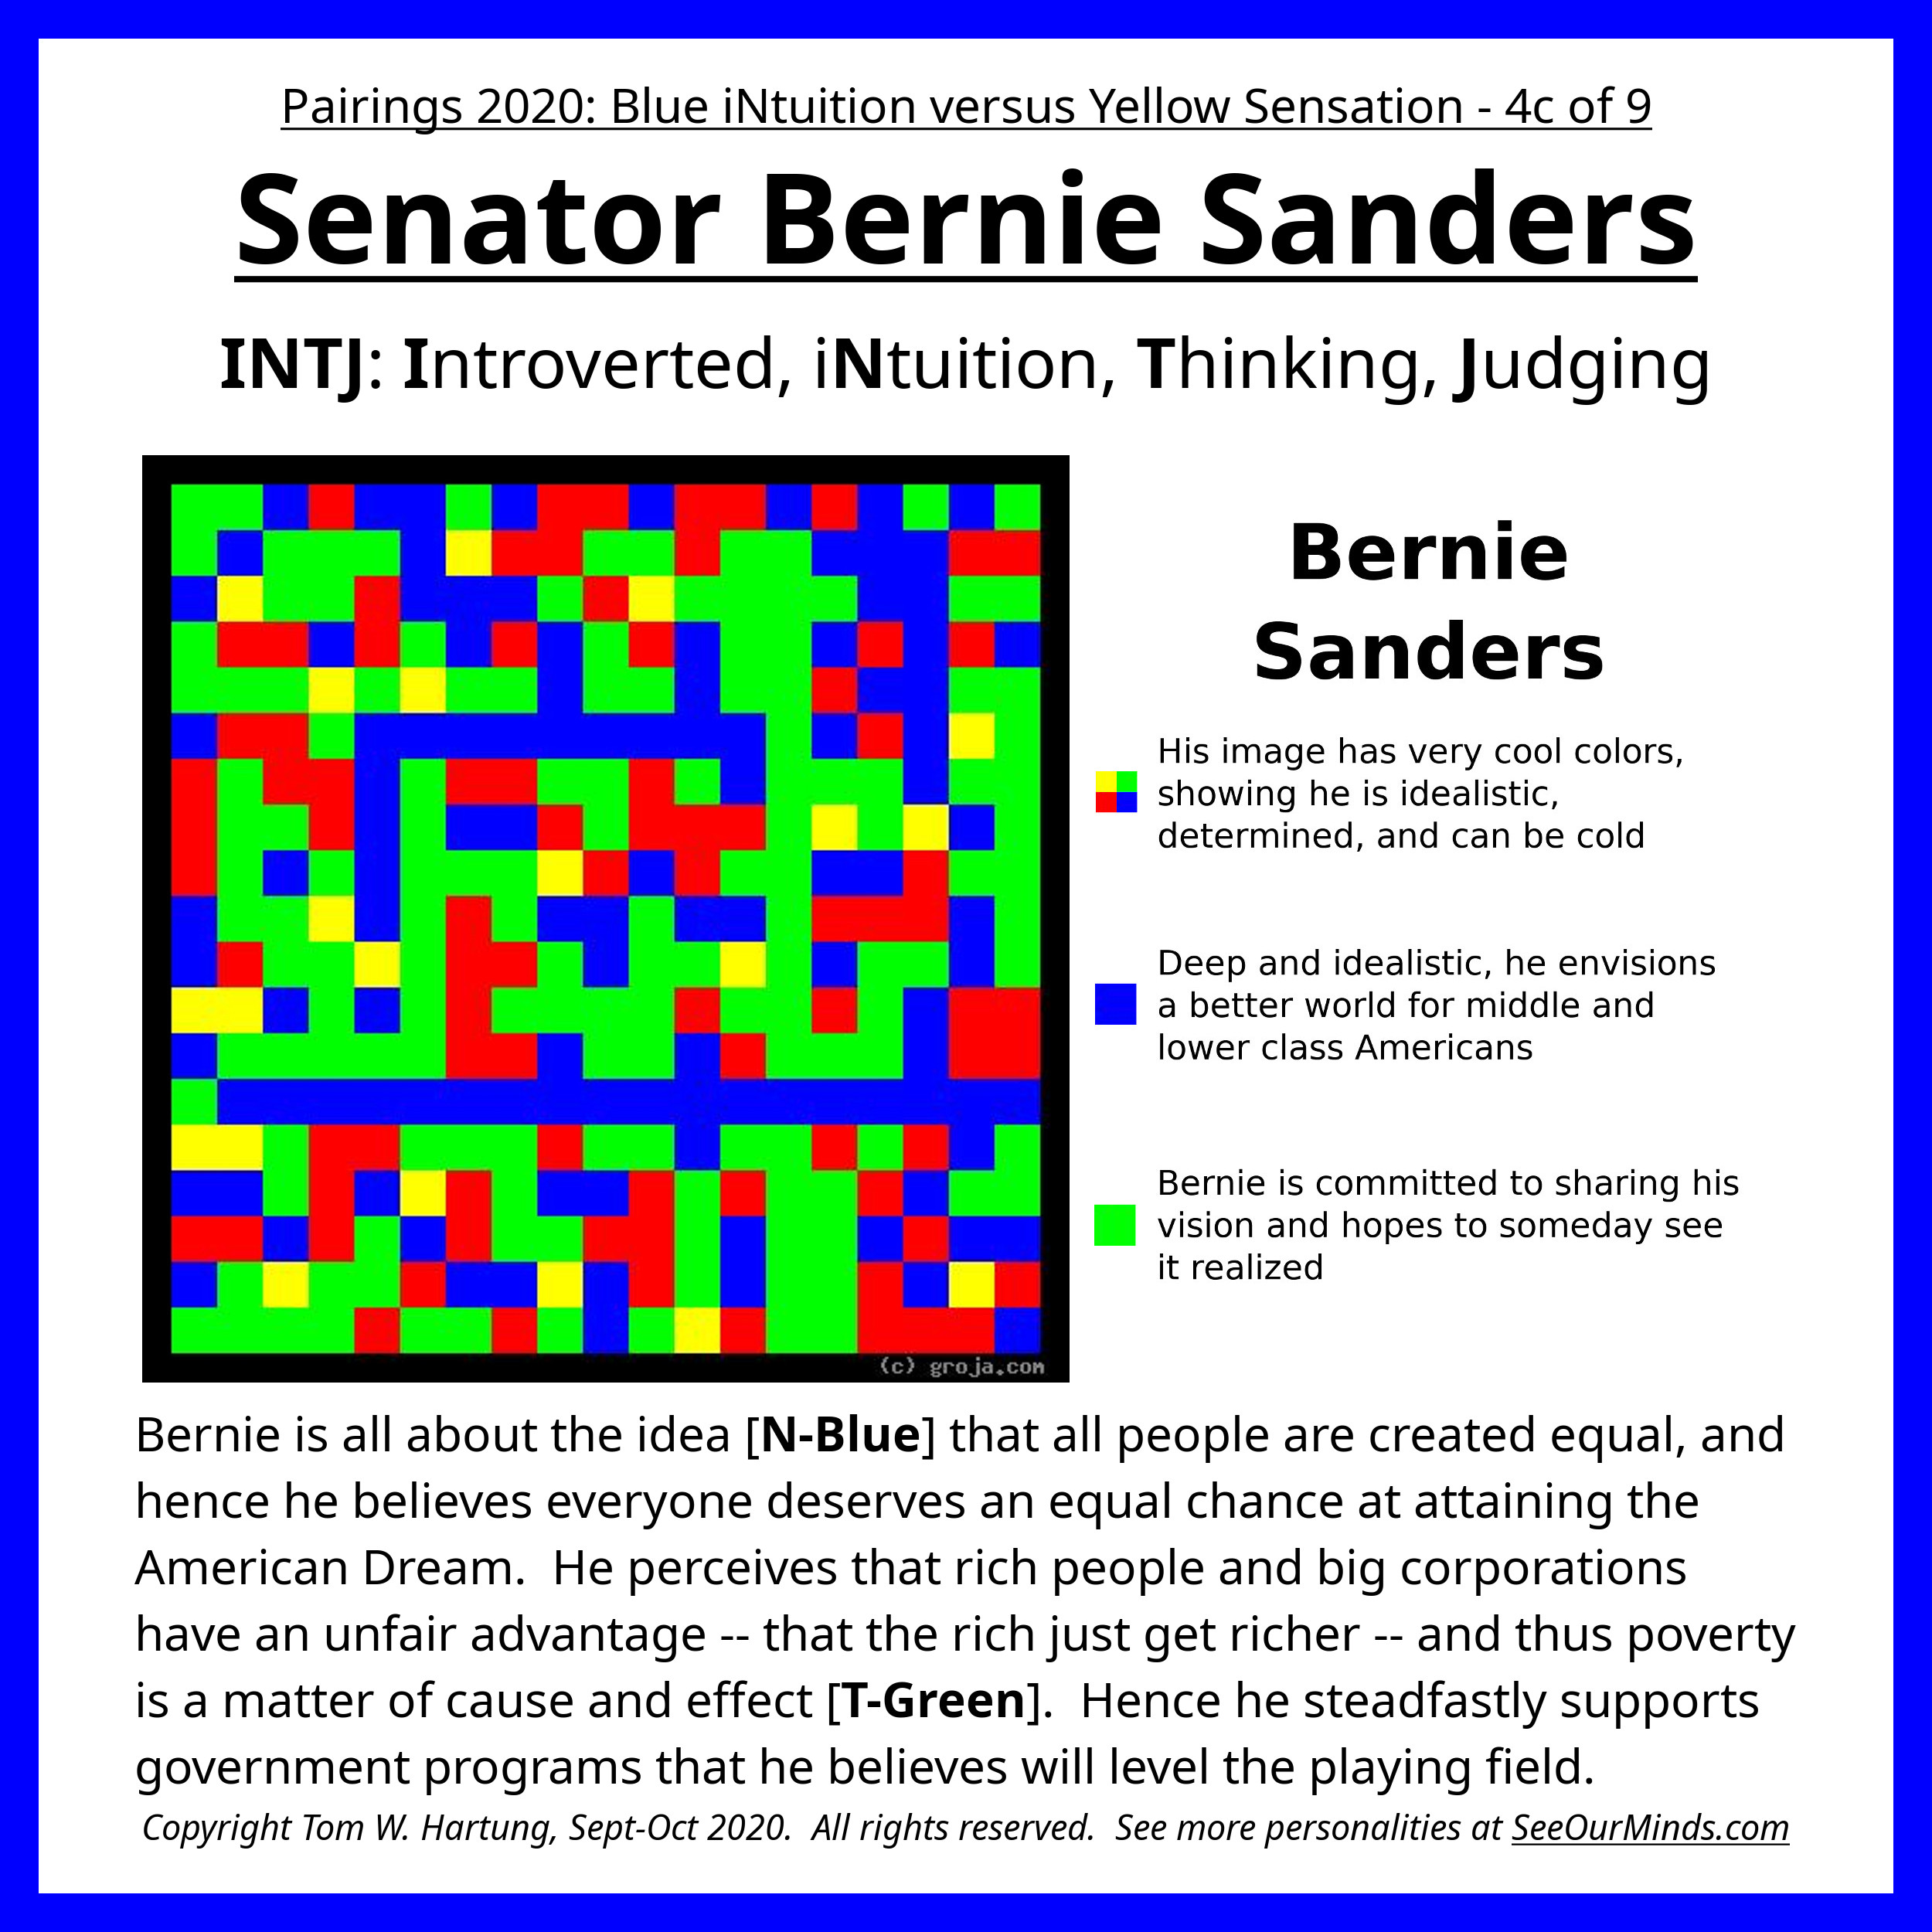 Pairings 2020: Blue iNtuition versus Yellow Sensation - 4c of 9
Senator Bernie Sanders
INTJ: Introverted, iNtuition, Thinking, Judging
Bernie
Sanders
His image has very cool colors,
showing he is idealistic,
determined, and can be cold
Deep and idealistic, he envisions
a better world for middle and
lower class Americans
Bernie is committed to sharing his
vision and hopes to someday see
it realized
(c) groja.com
Bernie is all about the idea [N-Blue] that all people are created equal, and
hence he believes everyone deserves an equal chance at attaining the
American Dream.  He perceives that rich people and big corporations
have an unfair advantage -- that the rich just get richer -- and thus poverty
is a matter of cause and effect [T-Green].  Hence he steadfastly supports
government programs that he believes will level the playing field.
Copyright Tom W. Hartung, Sept-Oct 2020.  All rights reserved.  See more personalities at SeeOurMinds.com